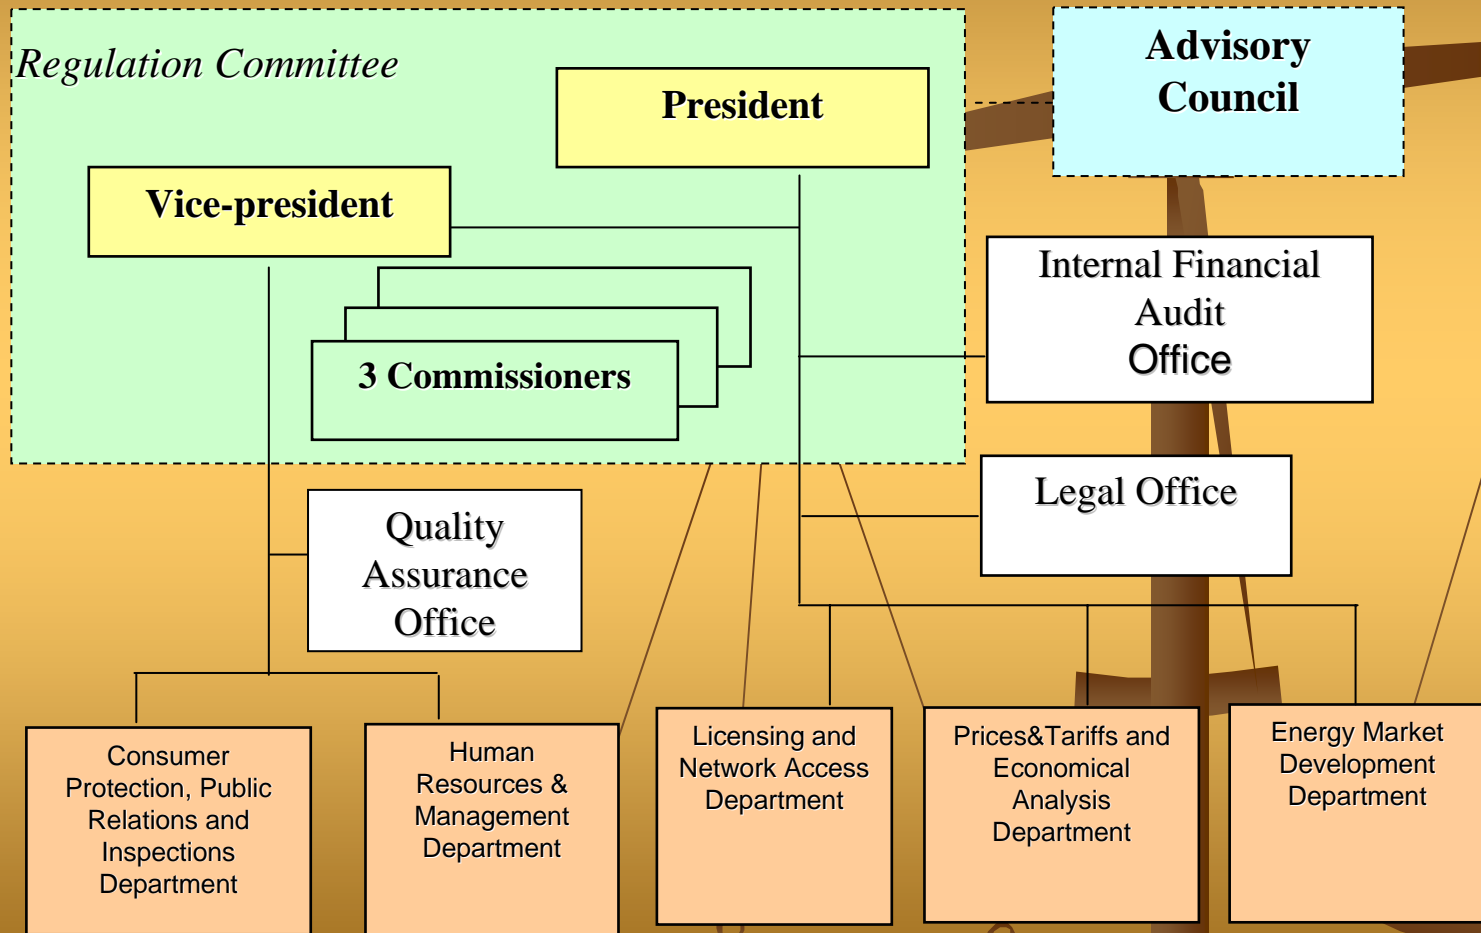 Regulation Committee
President
Advisory
Council
Vice-president
3 Commissioners
Internal Financial
Audit
Office
Legal Office
Quality
Assurance
Office
Consumer
Protection, Public
Relations and
Inspections
Department
Human
Resources &
Management
Department
Licensing and
Network Access
Department
Prices&Tariffs and
Economical
Analysis
Department
Energy Market
Development
Department